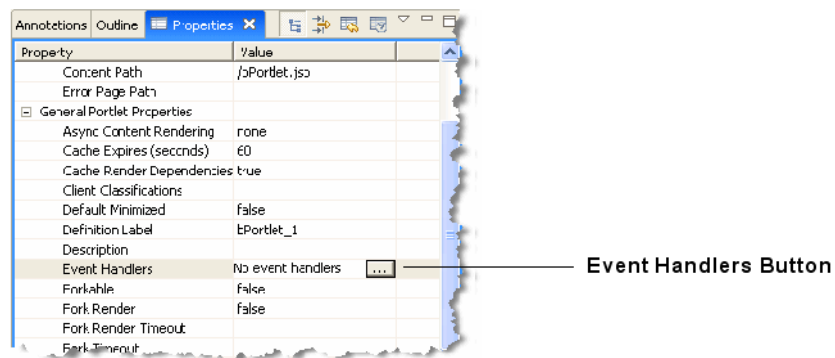 Annotations Outline Properties
Property Value
Content Path /bPortlet.jsp
Error Page Path
General Portlet Properties
Async Content Rendering none
Cache Expires (seconds) 60
Cache Render Dependencies true
Client Classifications
Default Minimized false
Definition Label bPortlet_1
Description
Event Handlers No event handlers ... Event Handlers Button
Forkable false
Fork Render false
Fork Render Timeout
Fork Timeout